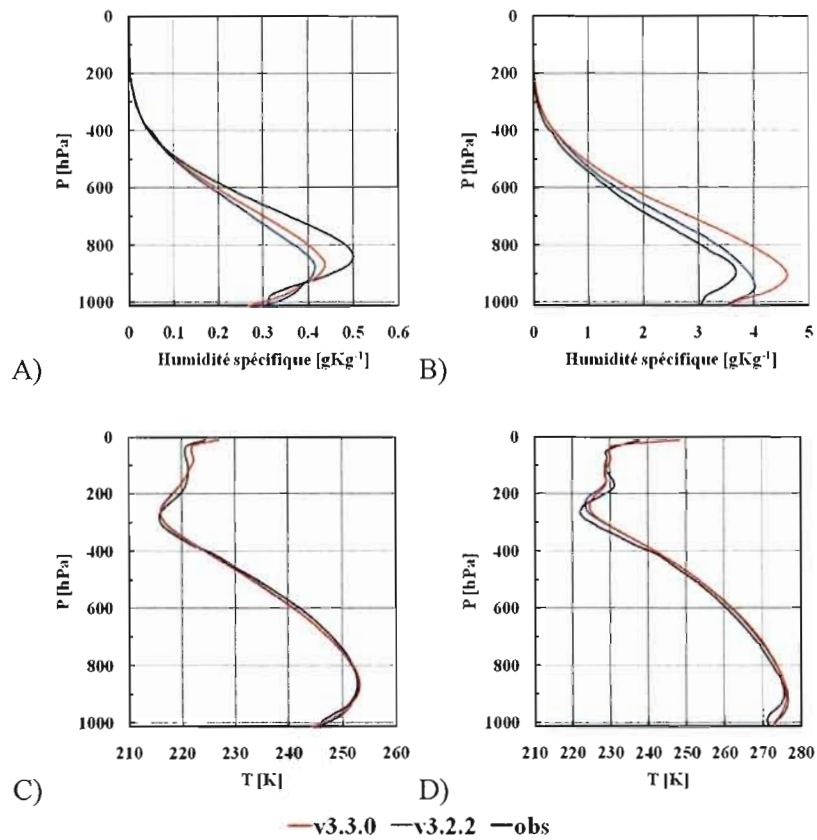 0
200
400
600
800
1000
P [hPa]
0 0.1 0.2 0.3 0.4 0.5 0.6
Humidité spécifique [gKg⁻¹]
A)
0
200
400
600
800
1000
P [hPa]
0 1 2 3 4 5
Humidité spécifique [gKg⁻¹]
B)
0
200
400
600
800
1000
P [hPa]
210 220 230 240 250 260
T [K]
C)
0
200
400
600
800
1000
P [hPa]
210 220 230 240 250 260 270 280
T [K]
D)
v3.3.0 v3.2.2 obs